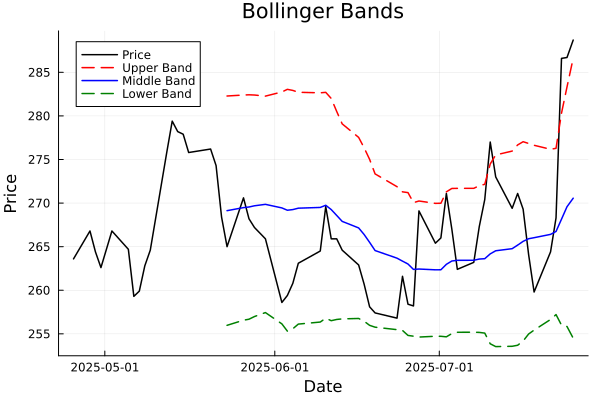 Bollinger Bands
Price
Upper Band
Middle Band
Lower Band
Price
285
280
275
270
265
260
255
2025-05-01
2025-06-01
2025-07-01
Date